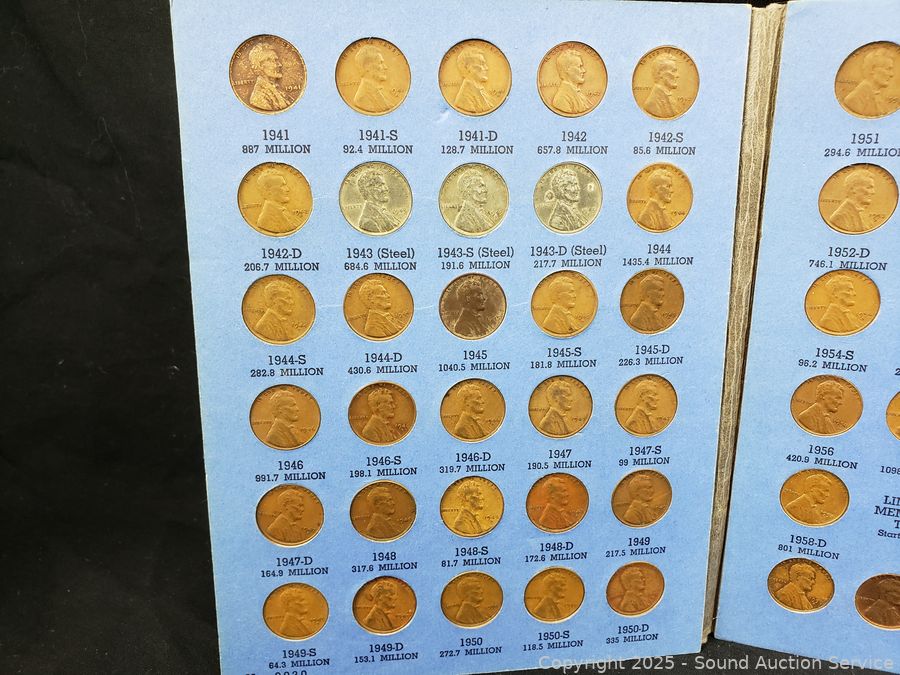 1941
887 MILLION
1941-S
92.4 MILLION
1941-D
128.7 MILLION
1942
657.8 MILLION
1942-S
85.6 MILLION
1942-D
206.7 MILLION
1943 (Steel)
684.6 MILLION
1943-S (Steel)
191.6 MILLION
1943-D (Steel)
217.7 MILLION
1944
1435.4 MILLION
1944-S
282.8 MILLION
1944-D
430.6 MILLION
1945
1040.5 MILLION
1945-S
181.8 MILLION
1945-D
226.3 MILLION
1946
991.7 MILLION
1946-S
198.1 MILLION
1946-D
319.7 MILLION
1947
190.5 MILLION
1947-S
99 MILLION
1947-D
164.9 MILLION
1948
317.6 MILLION
1948-S
81.7 MILLION
1948-D
172.6 MILLION
1949
217.5 MILLION
1949-S
64.3 MILLION
1949-D
153.1 MILLION
1950
272.7 MILLION
1950-S
118.5 MILLION
1950-D
335 MILLION
1951
294.6 MILLIO
1952-D
746.1 MILLION
1954-S
96.2 MILLION
1956
420.9 MILLION
1098
1958-D
801 MILLION
LI
MEM
T
Start
Copyright 2025 - Sound Auction Service